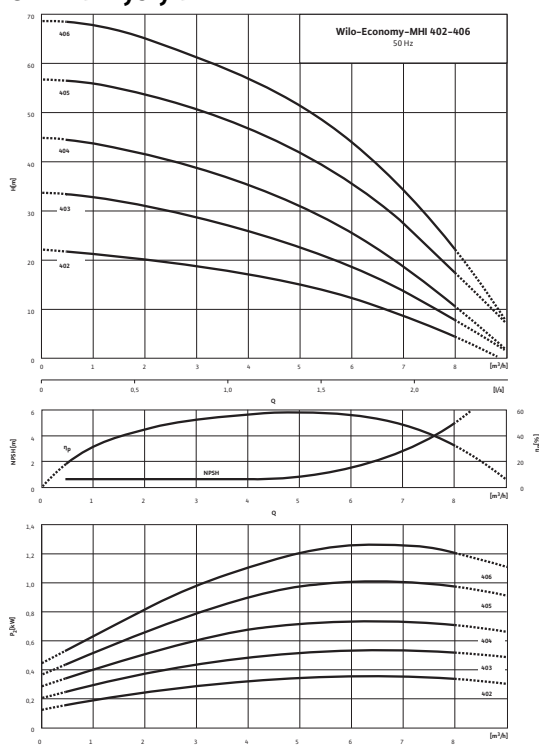 Wilo-Economy-MHI 402-406
50 Hz
70
60
50
40
30
20
10
0
H[m]
406
405
404
403
402
0 1 2 3 4 5 6 7 8 [m³/h]
0 0,5 1,0 1,5 2,0 [l/s]
Q
6
4
2
0
NPSH[m]
ηp
NPSH
60
40
20
0
0 1 2 3 4 5 6 7 8 [m³/h]
Q
1,4
1,2
1,0
0,8
0,6
0,4
0,2
0
P₂[kW]
406
405
404
403
402
0 1 2 3 4 5 6 7 8 [m³/h]